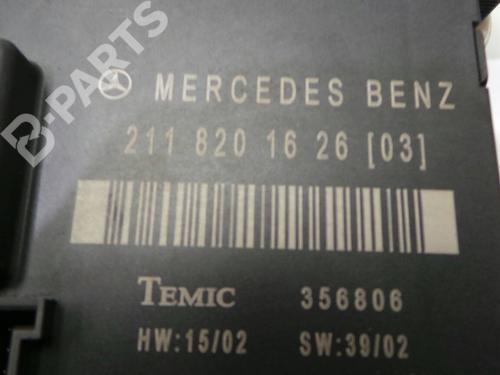 B-PARTS
MERCEDES BENZ
211 820 16 26 [03]
TEMIC 356806
HW:15/02 SW:39/02